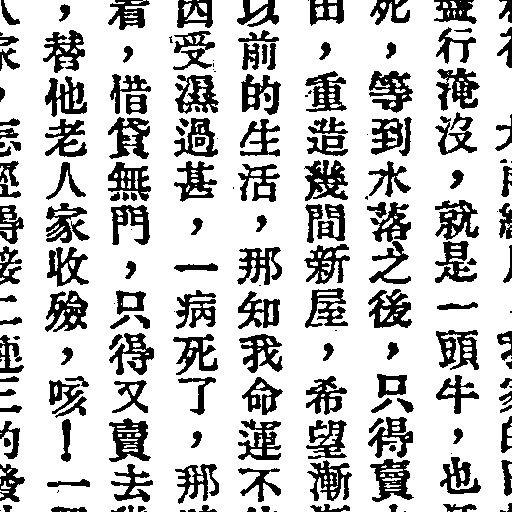 盡行淹沒，就是一頭牛，也
死，等到水落之後，只得賣
田，重造幾間新屋，希望漸
以前的生活，那知我命運不
因受濕過甚，一病死了，那
着，借貸無門，只得又賣去
，替他老人家收殮，咳！一
家，怎經得接二連三的發